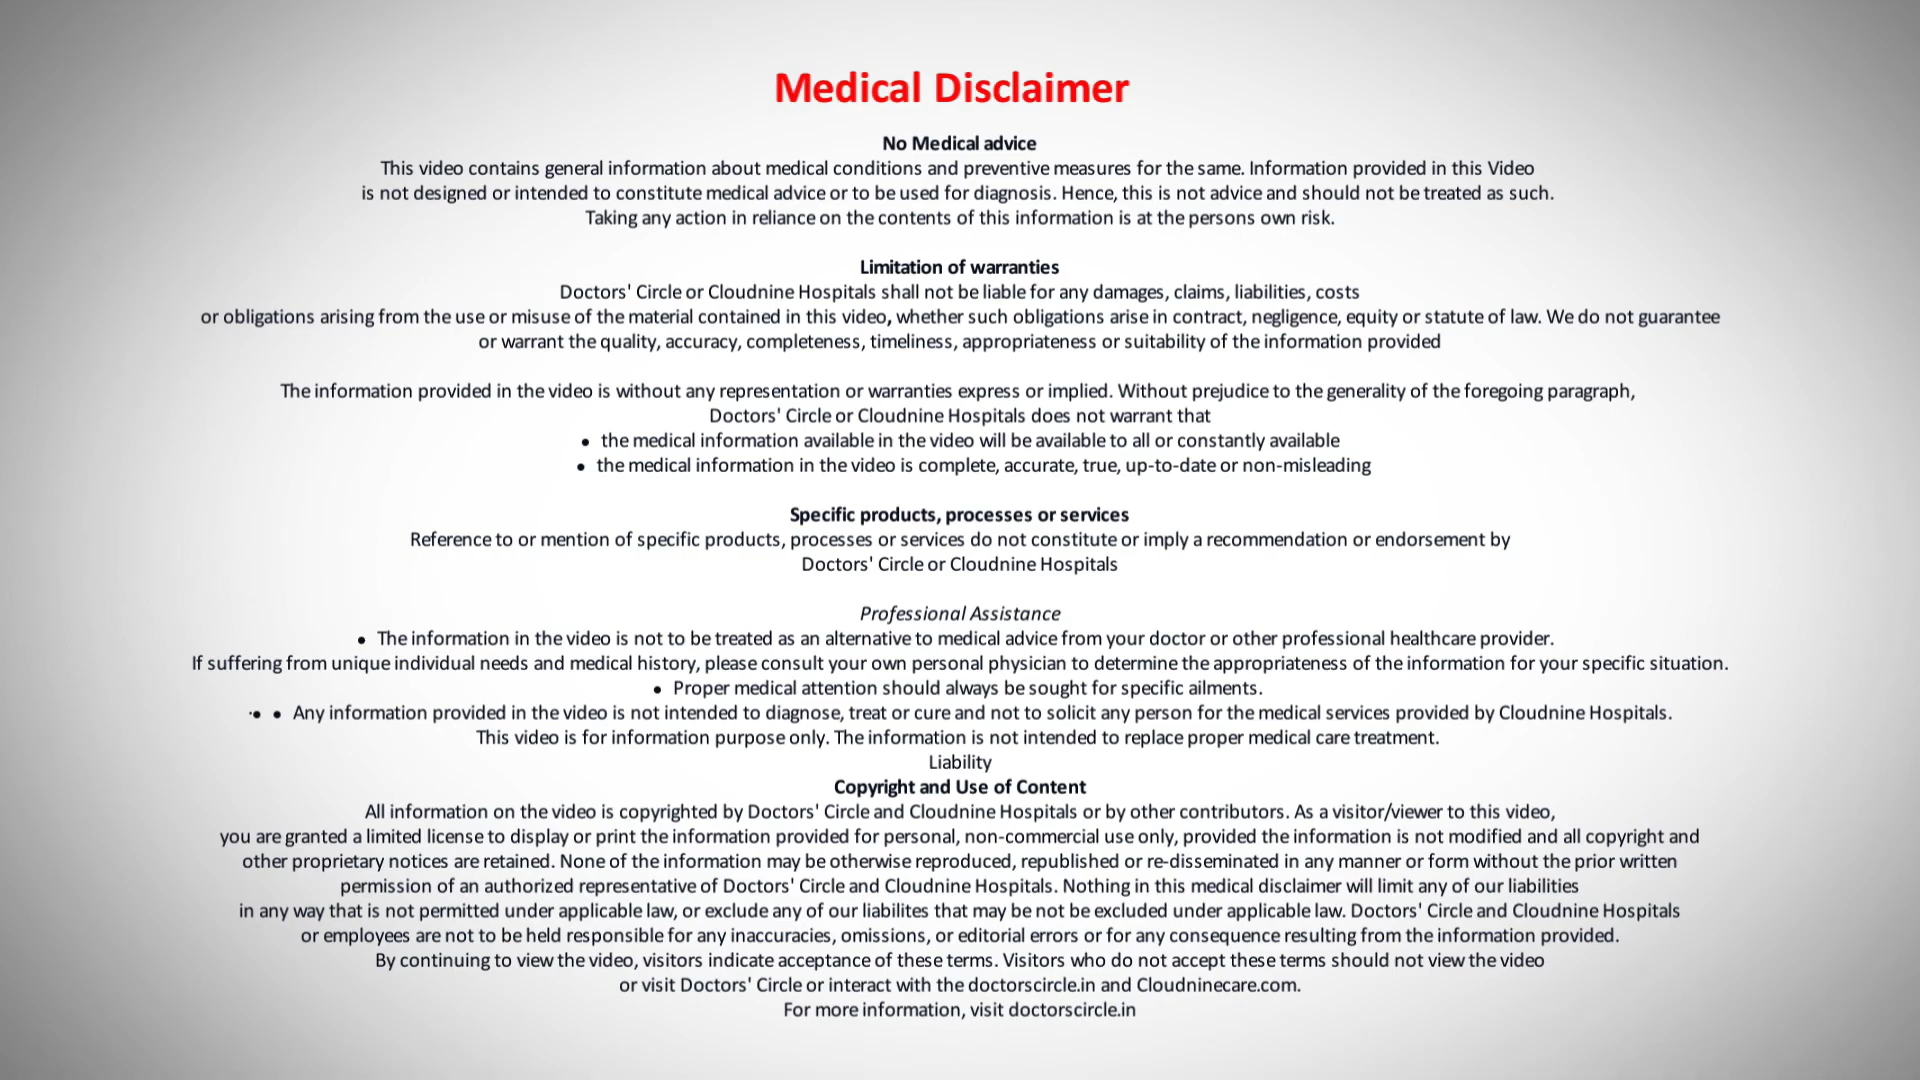 Medical Disclaimer
No Medical advice
This video contains general information about medical conditions and preventive measures for the same. Information provided in this Video
is not designed or intended to constitute medical advice or to be used for diagnosis. Hence, this is not advice and should not be treated as such.
Taking any action in reliance on the contents of this information is at the persons own risk.
Limitation of warranties
Doctors' Circle or Cloudnine Hospitals shall not be liable for any damages, claims, liabilities, costs
or obligations arising from the use or misuse of the material contained in this video, whether such obligations arise in contract, negligence, equity or statute of law. We do not guarantee
or warrant the quality, accuracy, completeness, timeliness, appropriateness or suitability of the information provided
The information provided in the video is without any representation or warranties express or implied. Without prejudice to the generality of the foregoing paragraph,
Doctors' Circle or Cloudnine Hospitals does not warrant that
• the medical information available in the video will be available to all or constantly available
• the medical information in the video is complete, accurate, true, up-to-date or non-misleading
Specific products, processes or services
Reference to or mention of specific products, processes or services do not constitute or imply a recommendation or endorsement by
Doctors' Circle or Cloudnine Hospitals
Professional Assistance
• The information in the video is not to be treated as an alternative to medical advice from your doctor or other professional healthcare provider.
If suffering from unique individual needs and medical history, please consult your own personal physician to determine the appropriateness of the information for your specific situation.
• Proper medical attention should always be sought for specific ailments.
·• • Any information provided in the video is not intended to diagnose, treat or cure and not to solicit any person for the medical services provided by Cloudnine Hospitals.
This video is for information purpose only. The information is not intended to replace proper medical care treatment.
Liability
Copyright and Use of Content
All information on the video is copyrighted by Doctors' Circle and Cloudnine Hospitals or by other contributors. As a visitor/viewer to this video,
you are granted a limited license to display or print the information provided for personal, non-commercial use only, provided the information is not modified and all copyright and
other proprietary notices are retained. None of the information may be otherwise reproduced, republished or re-disseminated in any manner or form without the prior written
permission of an authorized representative of Doctors' Circle and Cloudnine Hospitals. Nothing in this medical disclaimer will limit any of our liabilities
in any way that is not permitted under applicable law, or exclude any of our liabilites that may be not be excluded under applicable law. Doctors' Circle and Cloudnine Hospitals
or employees are not to be held responsible for any inaccuracies, omissions, or editorial errors or for any consequence resulting from the information provided.
By continuing to view the video, visitors indicate acceptance of these terms. Visitors who do not accept these terms should not view the video
or visit Doctors' Circle or interact with the doctorscircle.in and Cloudninecare.com.
For more information, visit doctorscircle.in